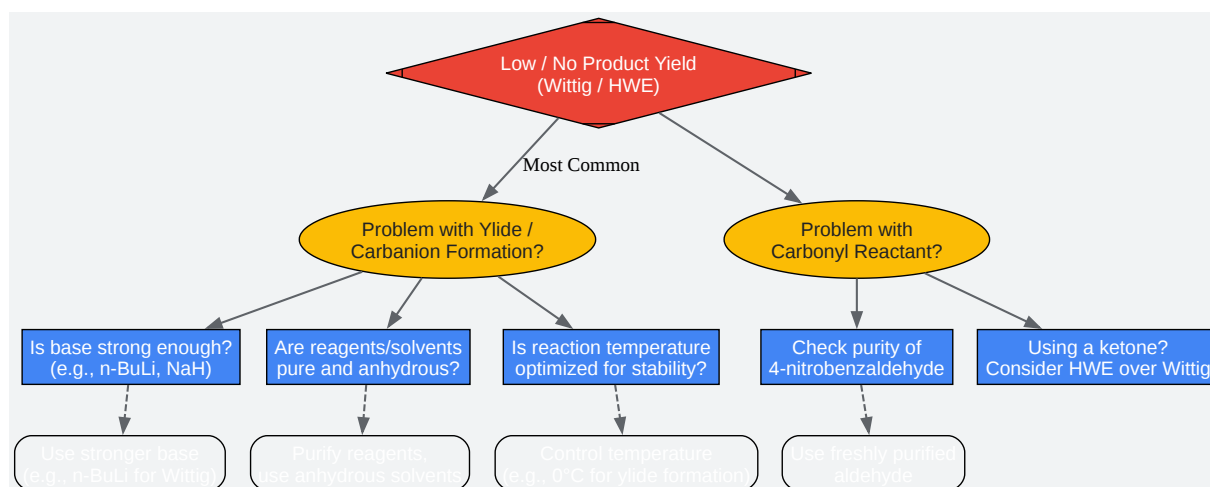 Low / No Product Yield
(Wittig / HWE)
Most Common
Problem with Ylide /
Carbanion Formation?
Problem with
Carbonyl Reactant?
Is base strong enough?
(e.g., n-BuLi, NaH)
Are reagents/solvents
pure and anhydrous?
Is reaction temperature
optimized for stability?
Check purity of
4-nitrobenzaldehyde
Using a ketone?
Consider HWE over Wittig
Use stronger base
(e.g., n-BuLi for Wittig)
Purify reagents,
use anhydrous solvents
Control temperature
(e.g., 0°C for ylide formation)
Use freshly purified
aldehyde